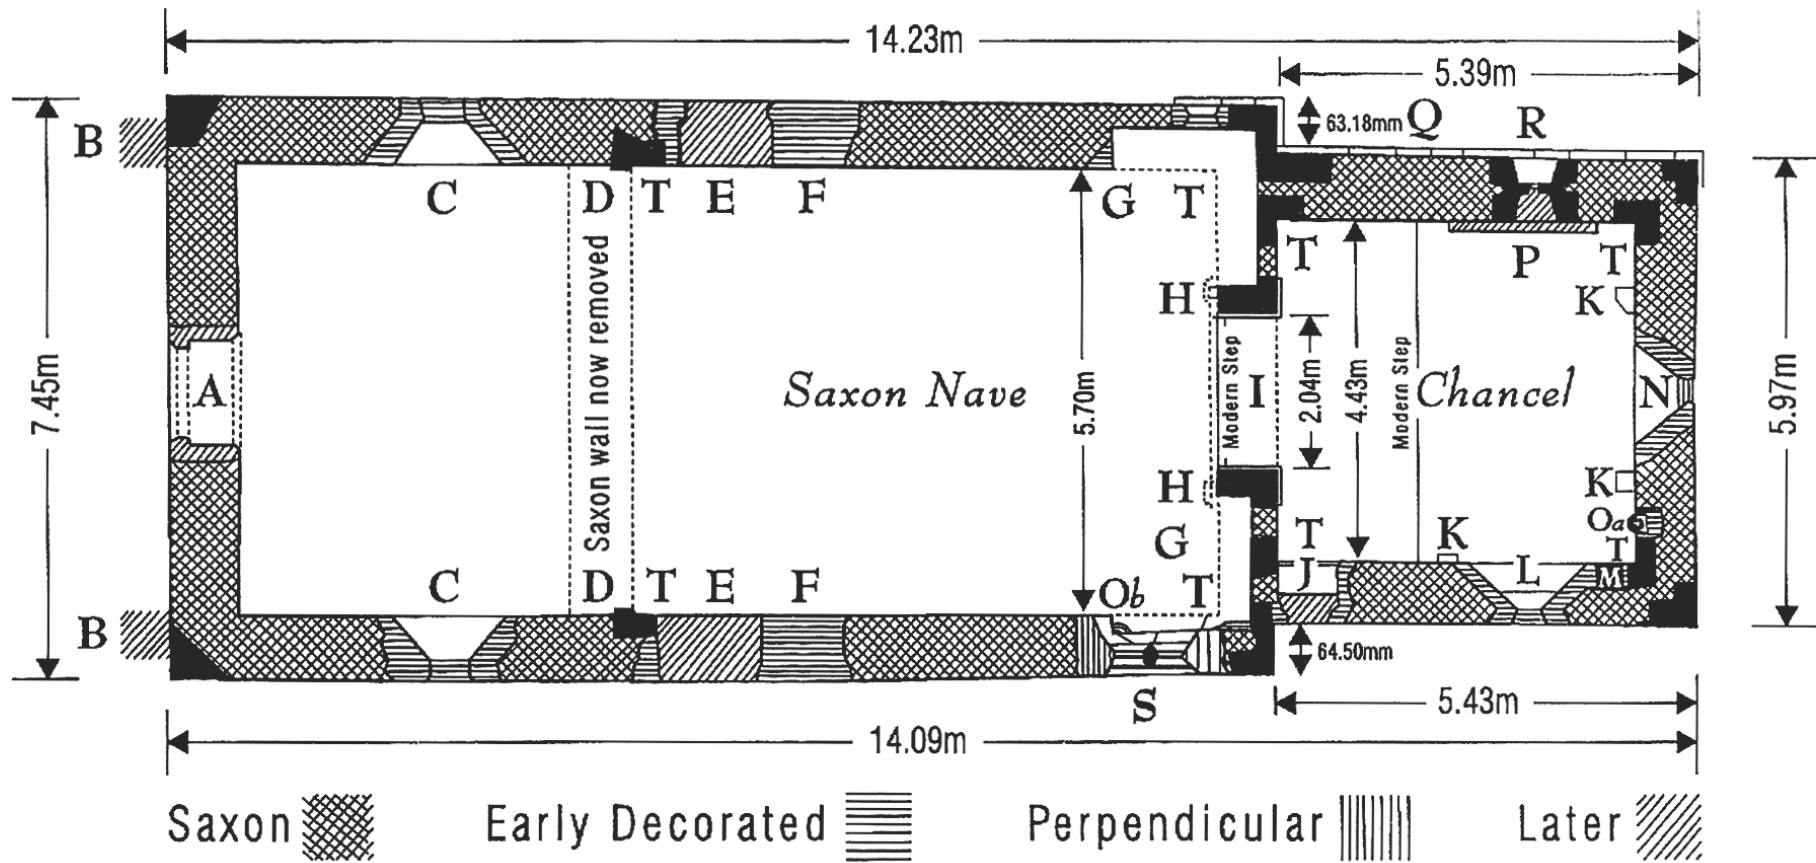 14.23m
5.39m
63.18mm Q R
B
C D T E F G T
T P T
H K
7.45m
A
Saxon wall now removed
Saxon Nave
5.70m
Modern Step
I
2.04m
4.43m
Modern Step
Chancel
N
5.97m
H K
Oa
G T K T
C D T E F Ob T J L M
B
64.50mm
S
5.43m
14.09m
Saxon Early Decorated Perpendicular Later